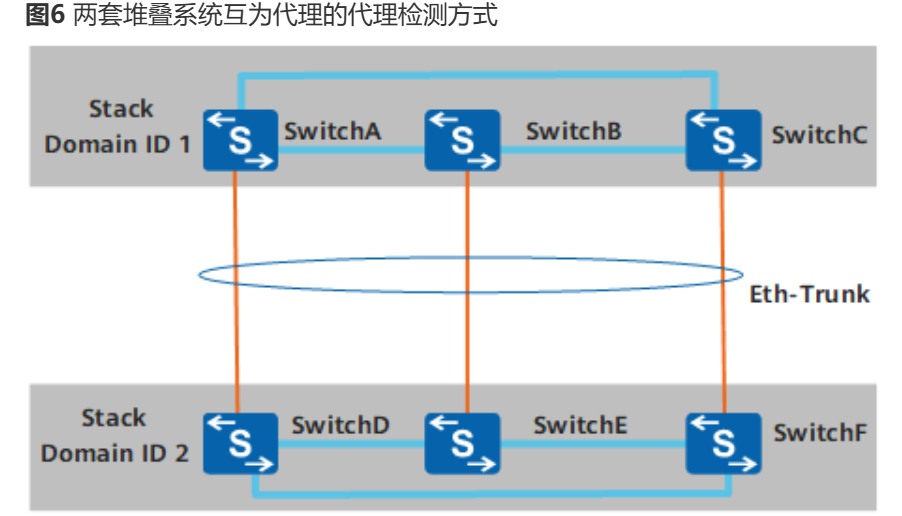 图6 两套堆叠系统互为代理的代理检测方式
Stack
Domain ID 1
S
SwitchA
S
SwitchB
S
SwitchC
Eth-Trunk
Stack
Domain ID 2
S
SwitchD
S
SwitchE
S
SwitchF